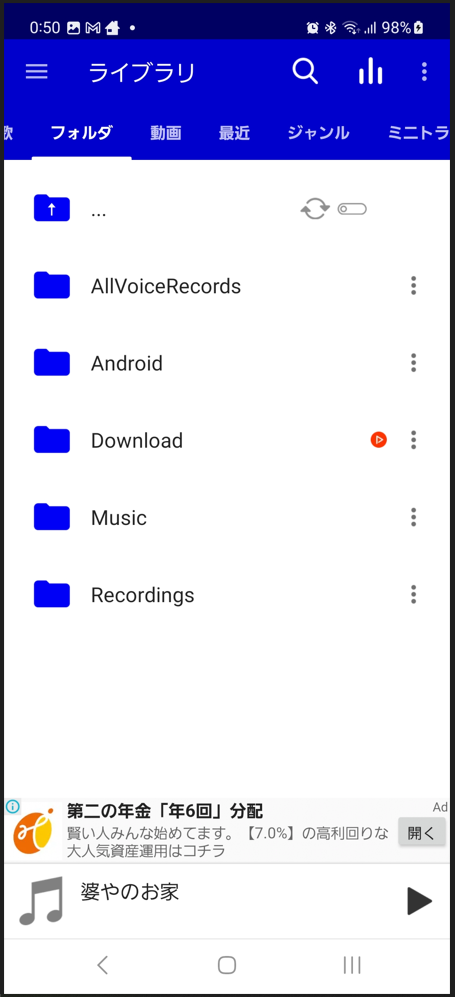 0:50 98%
ライブラリ
歌 フォルダ 動画 最近 ジャンル ミニトラ
...
AllVoiceRecords
Android
Download
Music
Recordings
第二の年金「年6回」分配
Ad
賢い人みんな始めてます。【7.0%】の高利回りな
大人気資産運用はコチラ
開く
婆やのお家